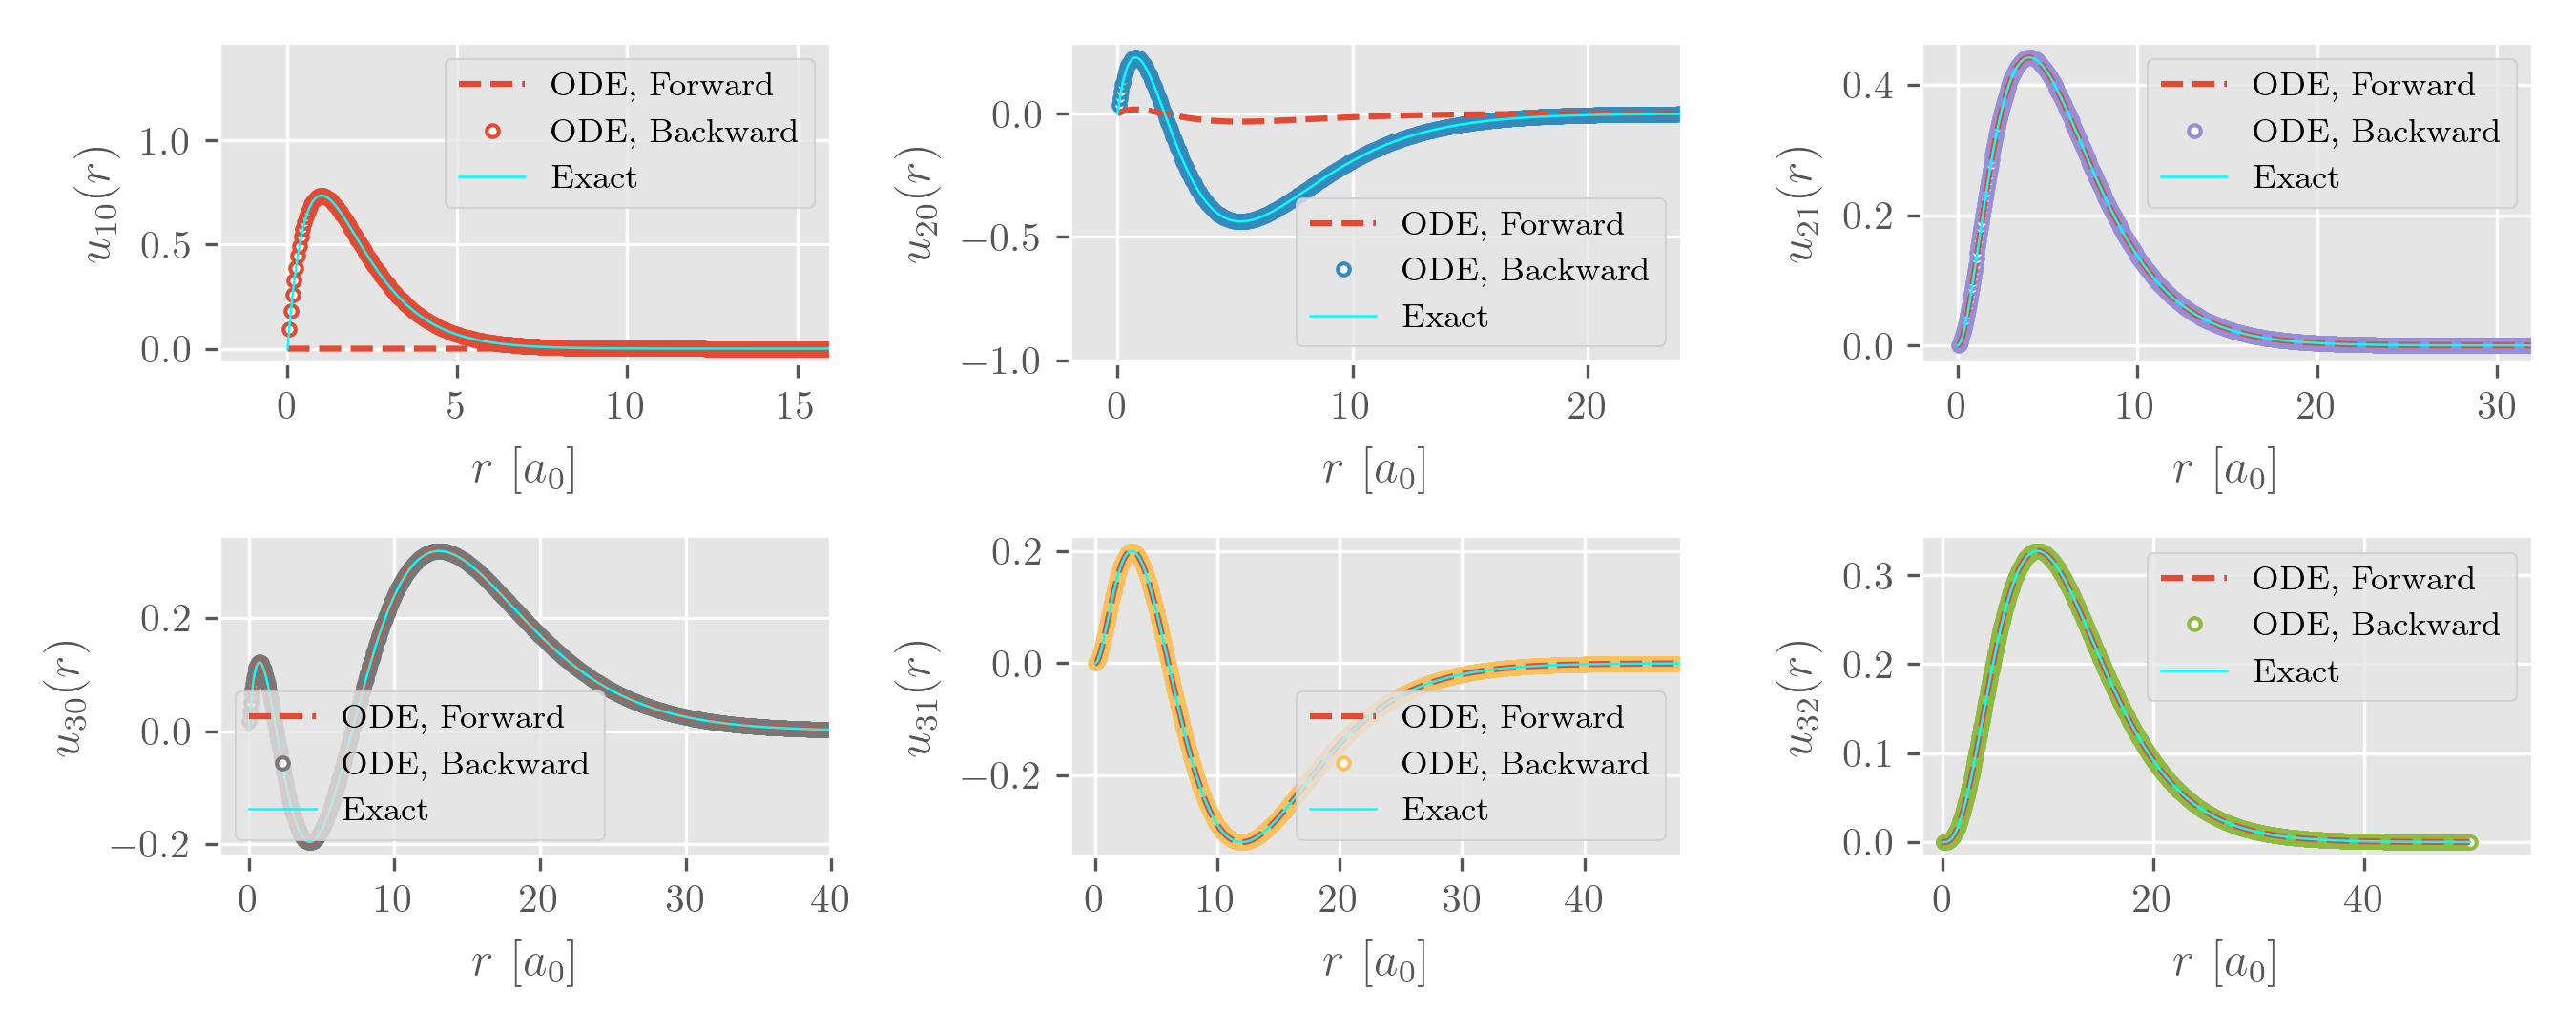 u₁₀(r)
1.0
0.5
0.0
0 5 10 15
r [a₀]
ODE, Forward
ODE, Backward
Exact
u₂₀(r)
0.0
−0.5
−1.0
0 10 20
r [a₀]
ODE, Forward
ODE, Backward
Exact
u₂₁(r)
0.4
0.2
0.0
0 10 20 30
r [a₀]
ODE, Forward
ODE, Backward
Exact
u₃₀(r)
0.2
0.0
−0.2
0 10 20 30 40
r [a₀]
ODE, Forward
ODE, Backward
Exact
u₃₁(r)
0.2
0.0
−0.2
0 10 20 30 40
r [a₀]
ODE, Forward
ODE, Backward
Exact
u₃₂(r)
0.3
0.2
0.1
0.0
0 20 40
r [a₀]
ODE, Forward
ODE, Backward
Exact